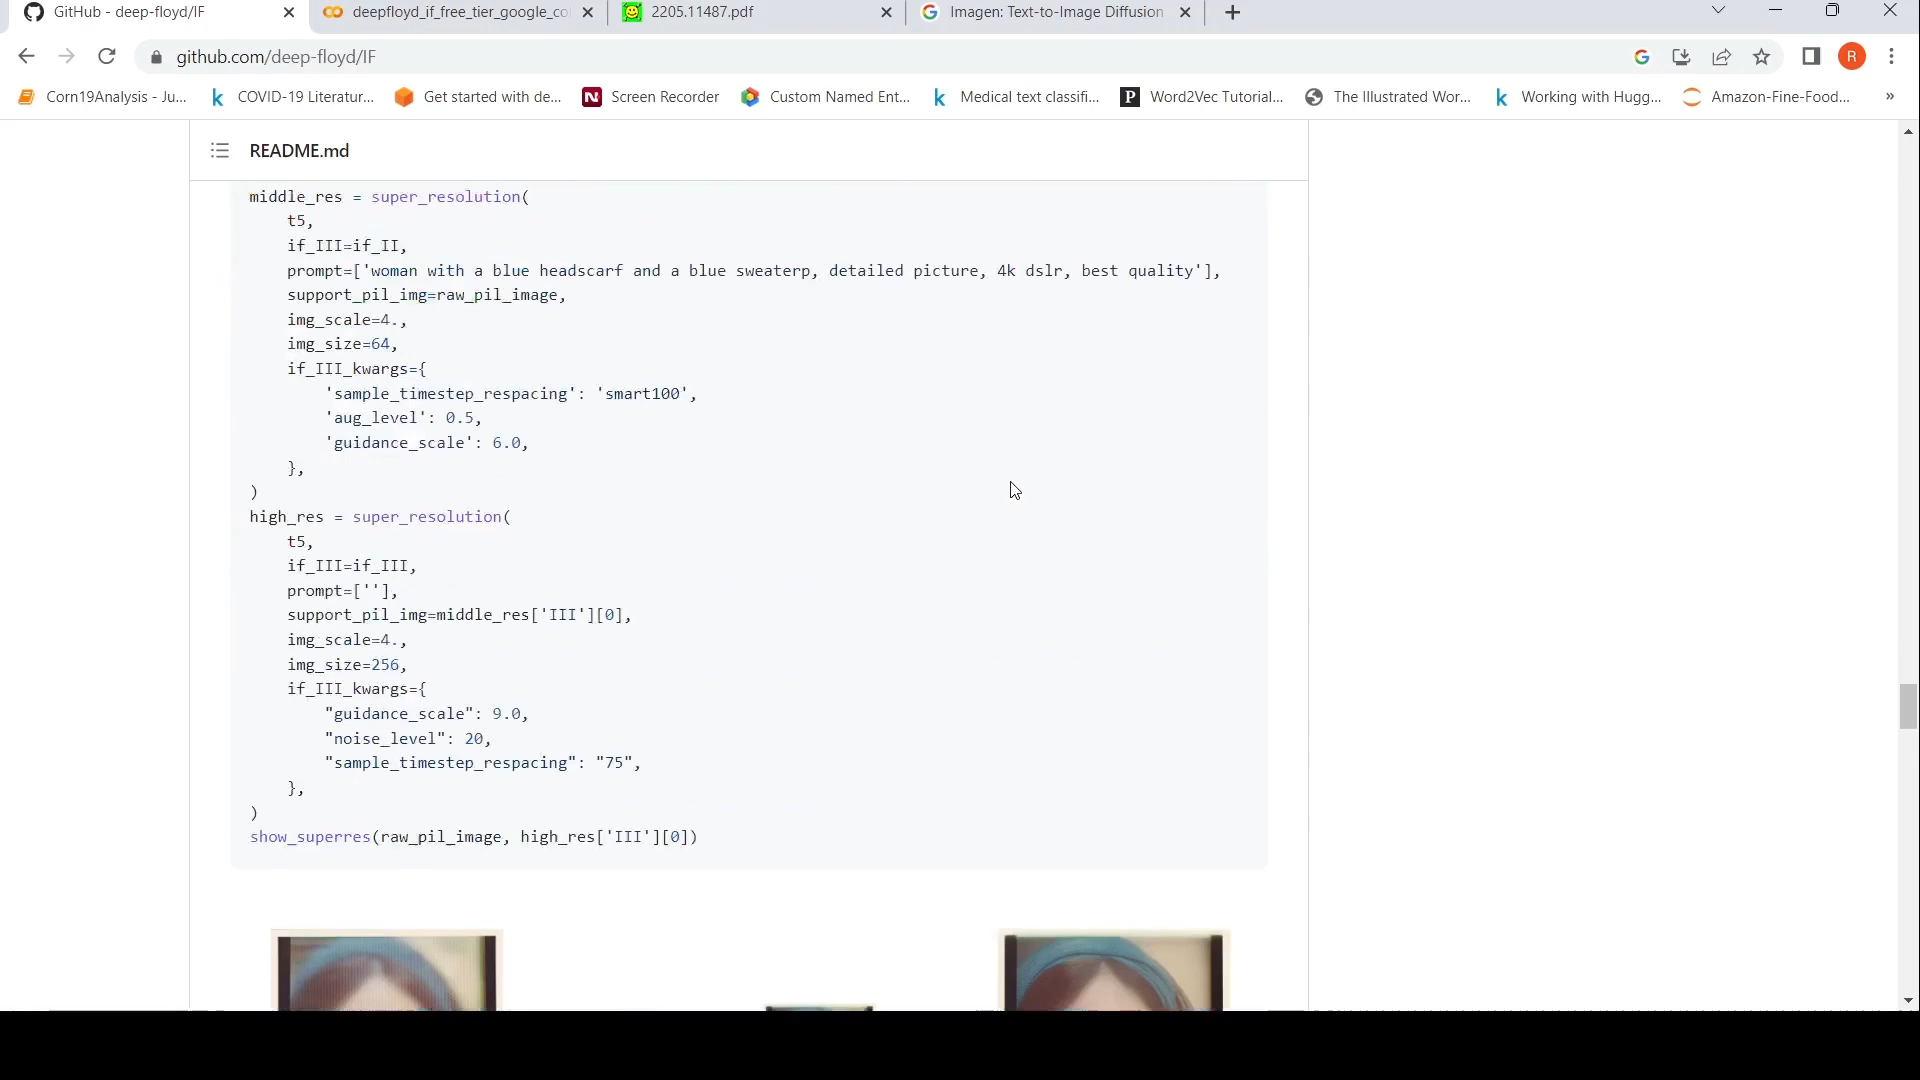 GitHub - deep-floyd/IF
deepfloyd_if_free_tier_google_co
2205.11487.pdf
Imagen: Text-to-Image Diffusion
github.com/deep-floyd/IF
R
Corn19Analysis - Ju...
COVID-19 Literatur...
Get started with de...
Screen Recorder
Custom Named Ent...
Medical text classifi...
Word2Vec Tutorial...
The Illustrated Wor...
Working with Hugg...
Amazon-Fine-Food...
»
README.md
middle_res = super_resolution(
    t5,
    if_III=if_II,
    prompt=['woman with a blue headscarf and a blue sweaterp, detailed picture, 4k dslr, best quality'],
    support_pil_img=raw_pil_image,
    img_scale=4.,
    img_size=64,
    if_III_kwargs={
        'sample_timestep_respacing': 'smart100',
        'aug_level': 0.5,
        'guidance_scale': 6.0,
    },
)
high_res = super_resolution(
    t5,
    if_III=if_III,
    prompt=[''],
    support_pil_img=middle_res['III'][0],
    img_scale=4.,
    img_size=256,
    if_III_kwargs={
        "guidance_scale": 9.0,
        "noise_level": 20,
        "sample_timestep_respacing": "75",
    },
)
show_superres(raw_pil_image, high_res['III'][0])